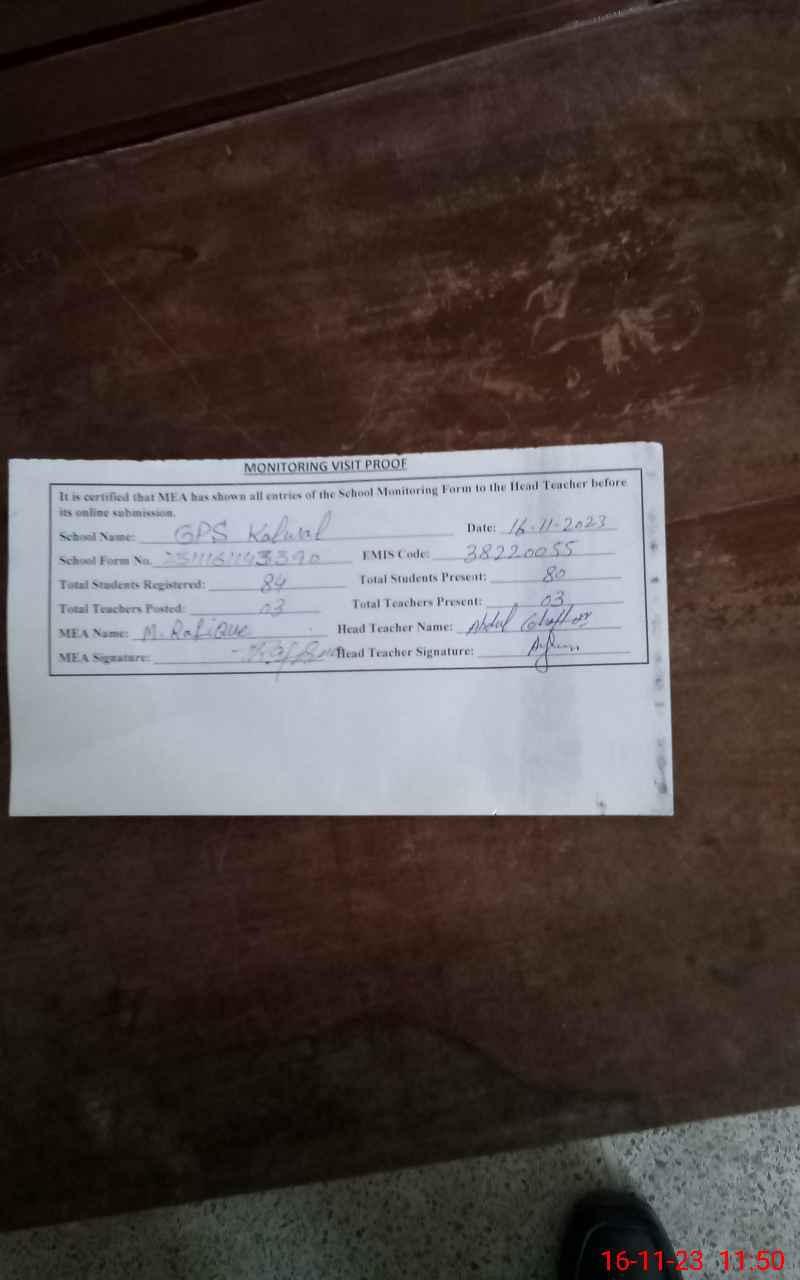 MONITORING VISIT PROOF
It is certified that MEA has shown all entries of the School Monitoring Form to the Head Teacher before
its online submission.
School Name: GPS Kalwal Date: 16-11-2023
School Form No. EMIS Code: 38220055
Total Students Registered: 84 Total Students Present: 80
Total Teachers Posted: 03 Total Teachers Present: 03
MEA Name: M. Rafique Head Teacher Name: Abdul Ghaffoor
MEA Signature: Head Teacher Signature:
16-11-23 11:50